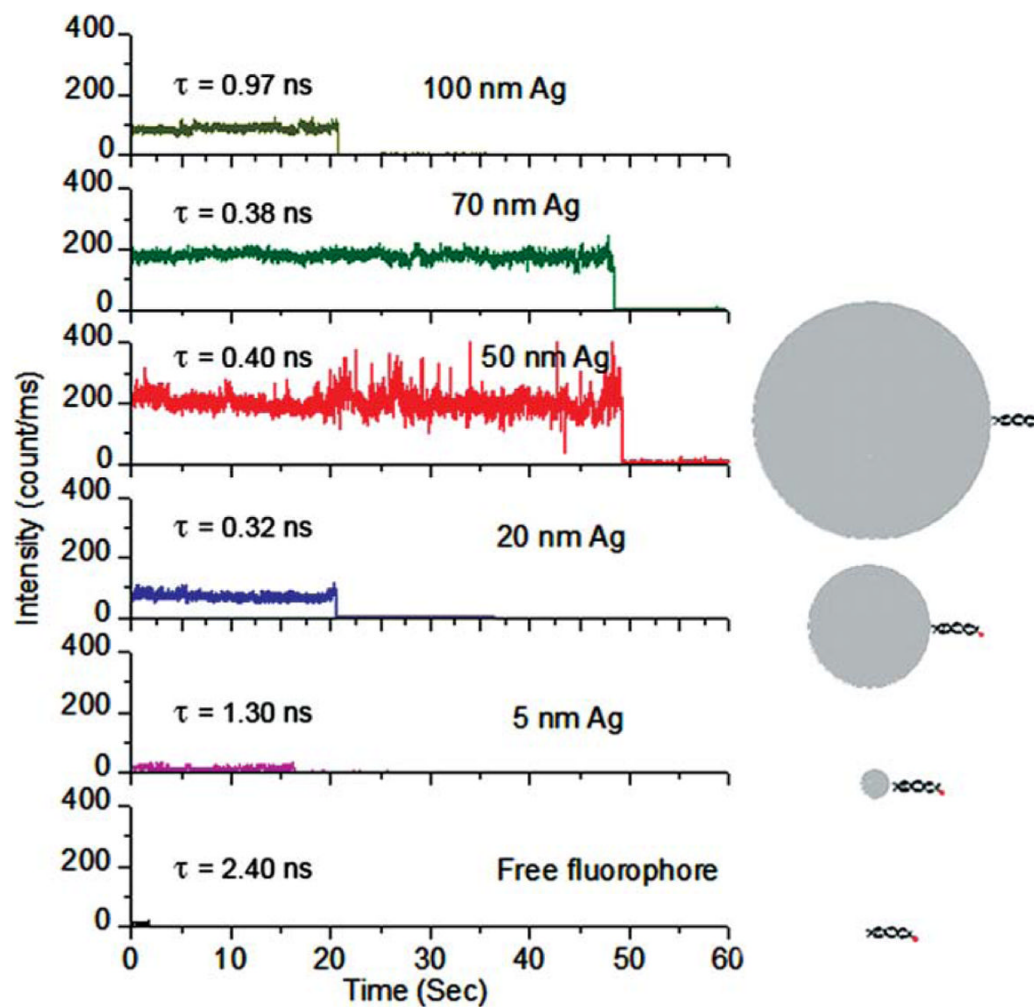 400
200
0
τ = 0.97 ns
100 nm Ag
400
200
0
τ = 0.38 ns
70 nm Ag
400
200
0
τ = 0.40 ns
50 nm Ag
400
200
0
τ = 0.32 ns
20 nm Ag
400
200
0
τ = 1.30 ns
5 nm Ag
400
200
0
τ = 2.40 ns
Free fluorophore
Intensity (count/ms)
0 10 20 30 40 50 60
Time (Sec)